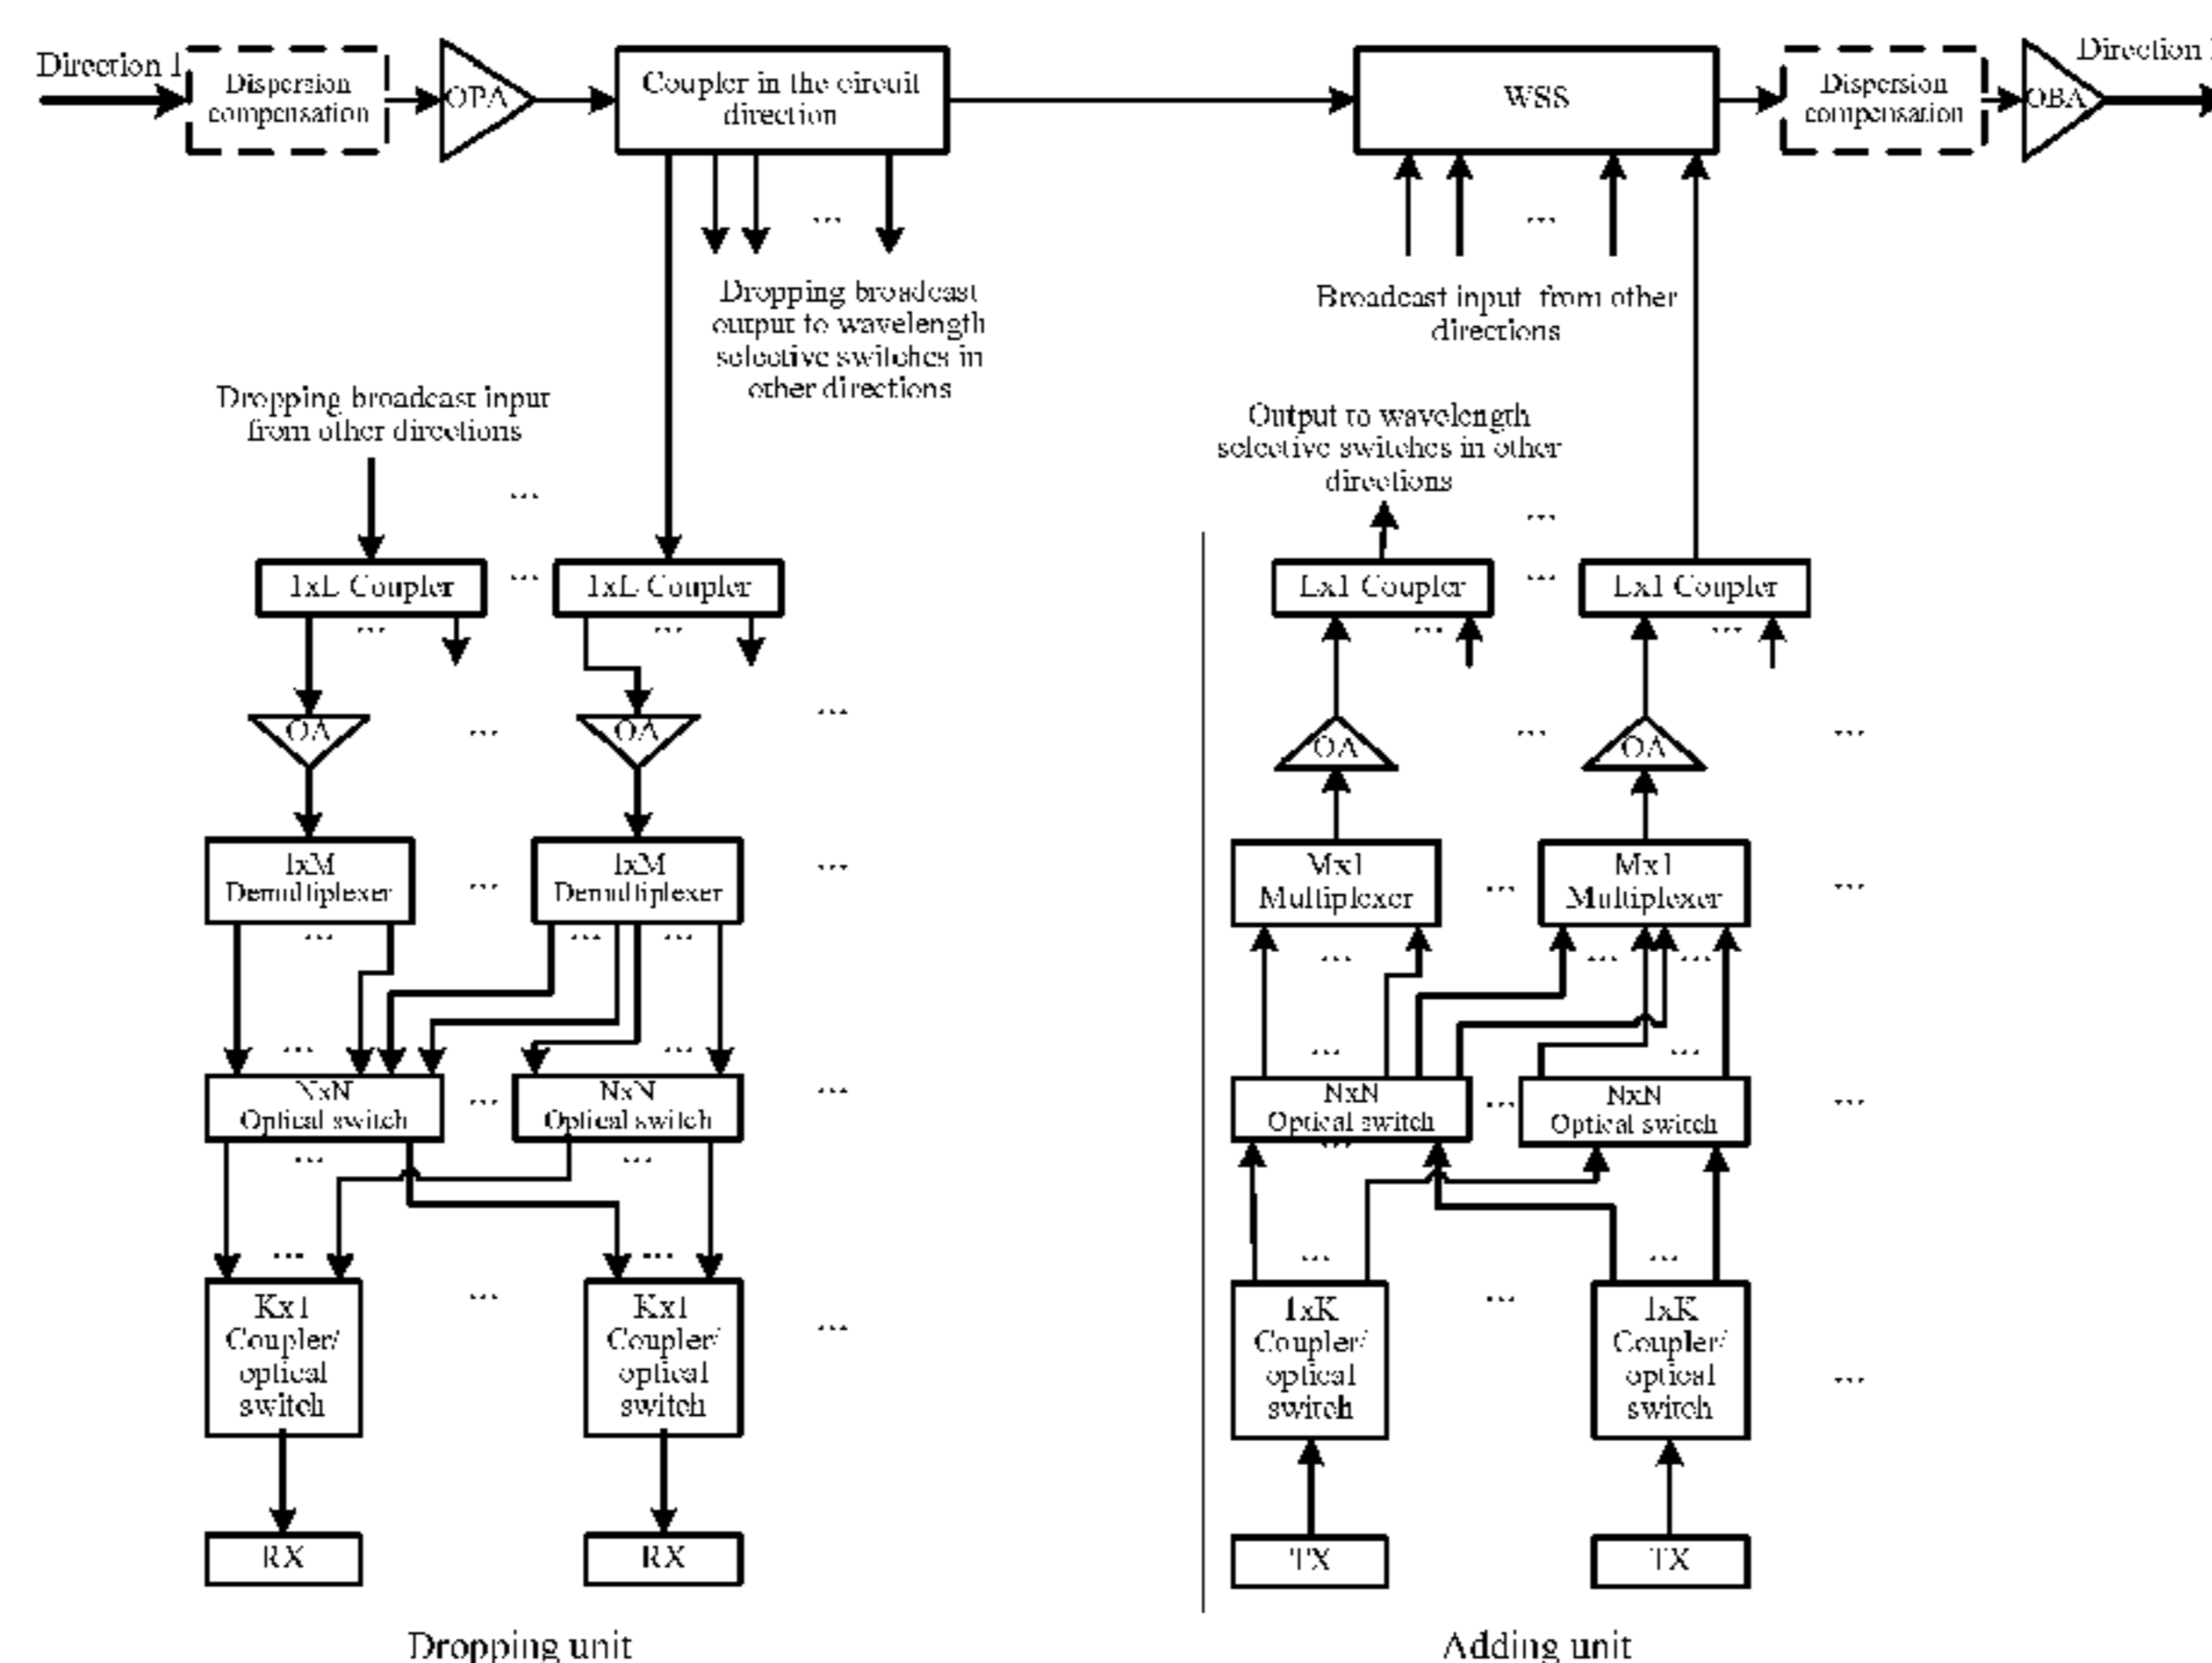 Direction 1
Dispersion
compensation
OPA
Coupler in the circuit
direction
WSS
Dispersion
compensation
OBA
Direction
...
...
Dropping broadcast
output to wavelength
selective switches in
other directions
Broadcast input from other
directions
Dropping broadcast input
from other directions
...
Output to wavelength
selective switches in other
directions
...
1xL Coupler
...
1xL Coupler
Lx1 Coupler
...
Lx1 Coupler
...
...
...
...
OA
...
OA
...
OA
...
OA
...
1xM
Demultiplexer
...
1xM
Demultiplexer
...
Mx1
Multiplexer
...
Mx1
Multiplexer
...
...
...
...
...
...
...
...
...
...
...
...
NxN
Optical switch
...
NxN
Optical switch
...
NxN
Optical switch
...
NxN
Optical switch
...
...
...
...
...
...
...
...
Kx1
Coupler/
optical
switch
...
Kx1
Coupler/
optical
switch
...
1xK
Coupler/
optical
switch
...
1xK
Coupler/
optical
switch
...
RX
RX
TX
TX
Dropping unit
Adding unit